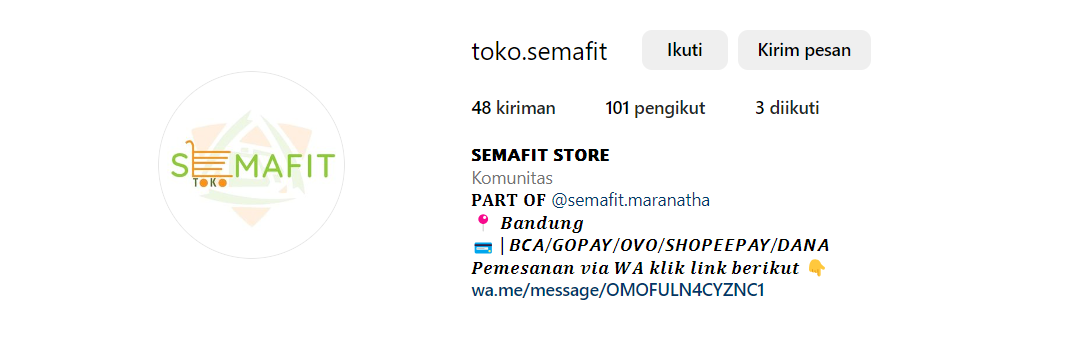 toko.semafit Ikuti Kirim pesan
48 kiriman 101 pengikut 3 diikuti
SEMAFIT
TOKO
SEMAFIT STORE
Komunitas
PART OF @semafit.maranatha
📍 Bandung
💳 | BCA/GOPAY/OVO/SHOPEEPAY/DANA
Pemesanan via WA klik link berikut 👇
wa.me/message/OMOFULN4CYZNC1